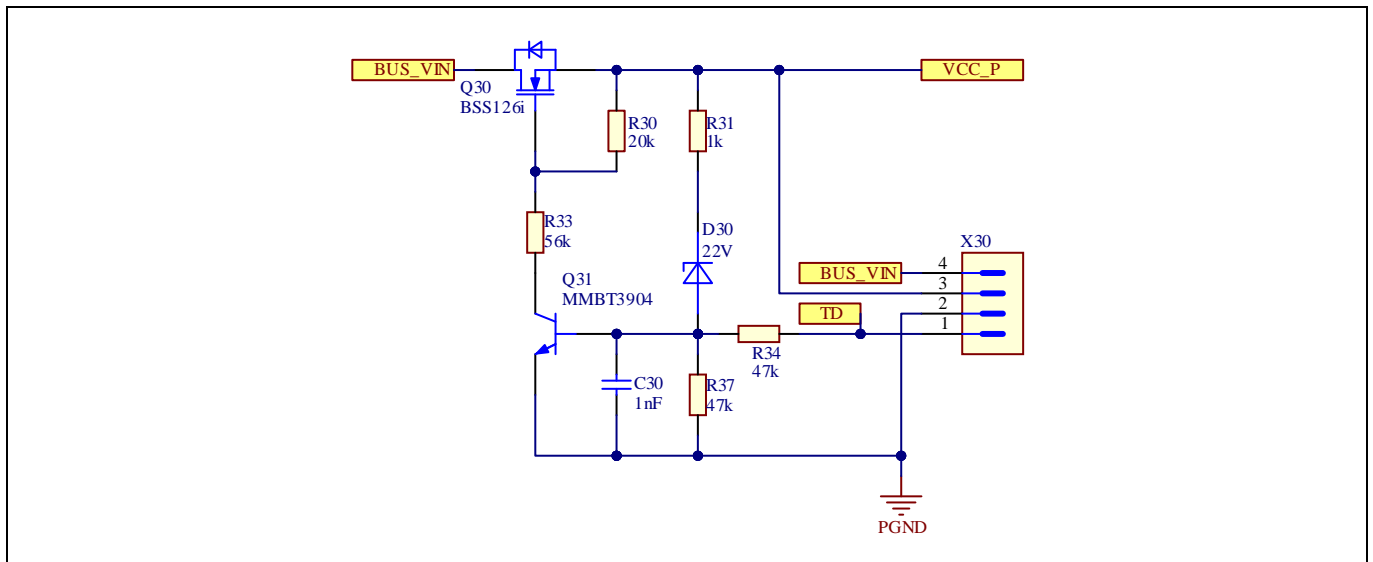 BUS_VIN
VCC_P
Q30
BSS126i
R30
20k
R31
1k
R33
56k
D30
22V
X30
BUS_VIN
4
3
2
1
TD
Q31
MMBT3904
R34
47k
C30
1nF
R37
47k
PGND